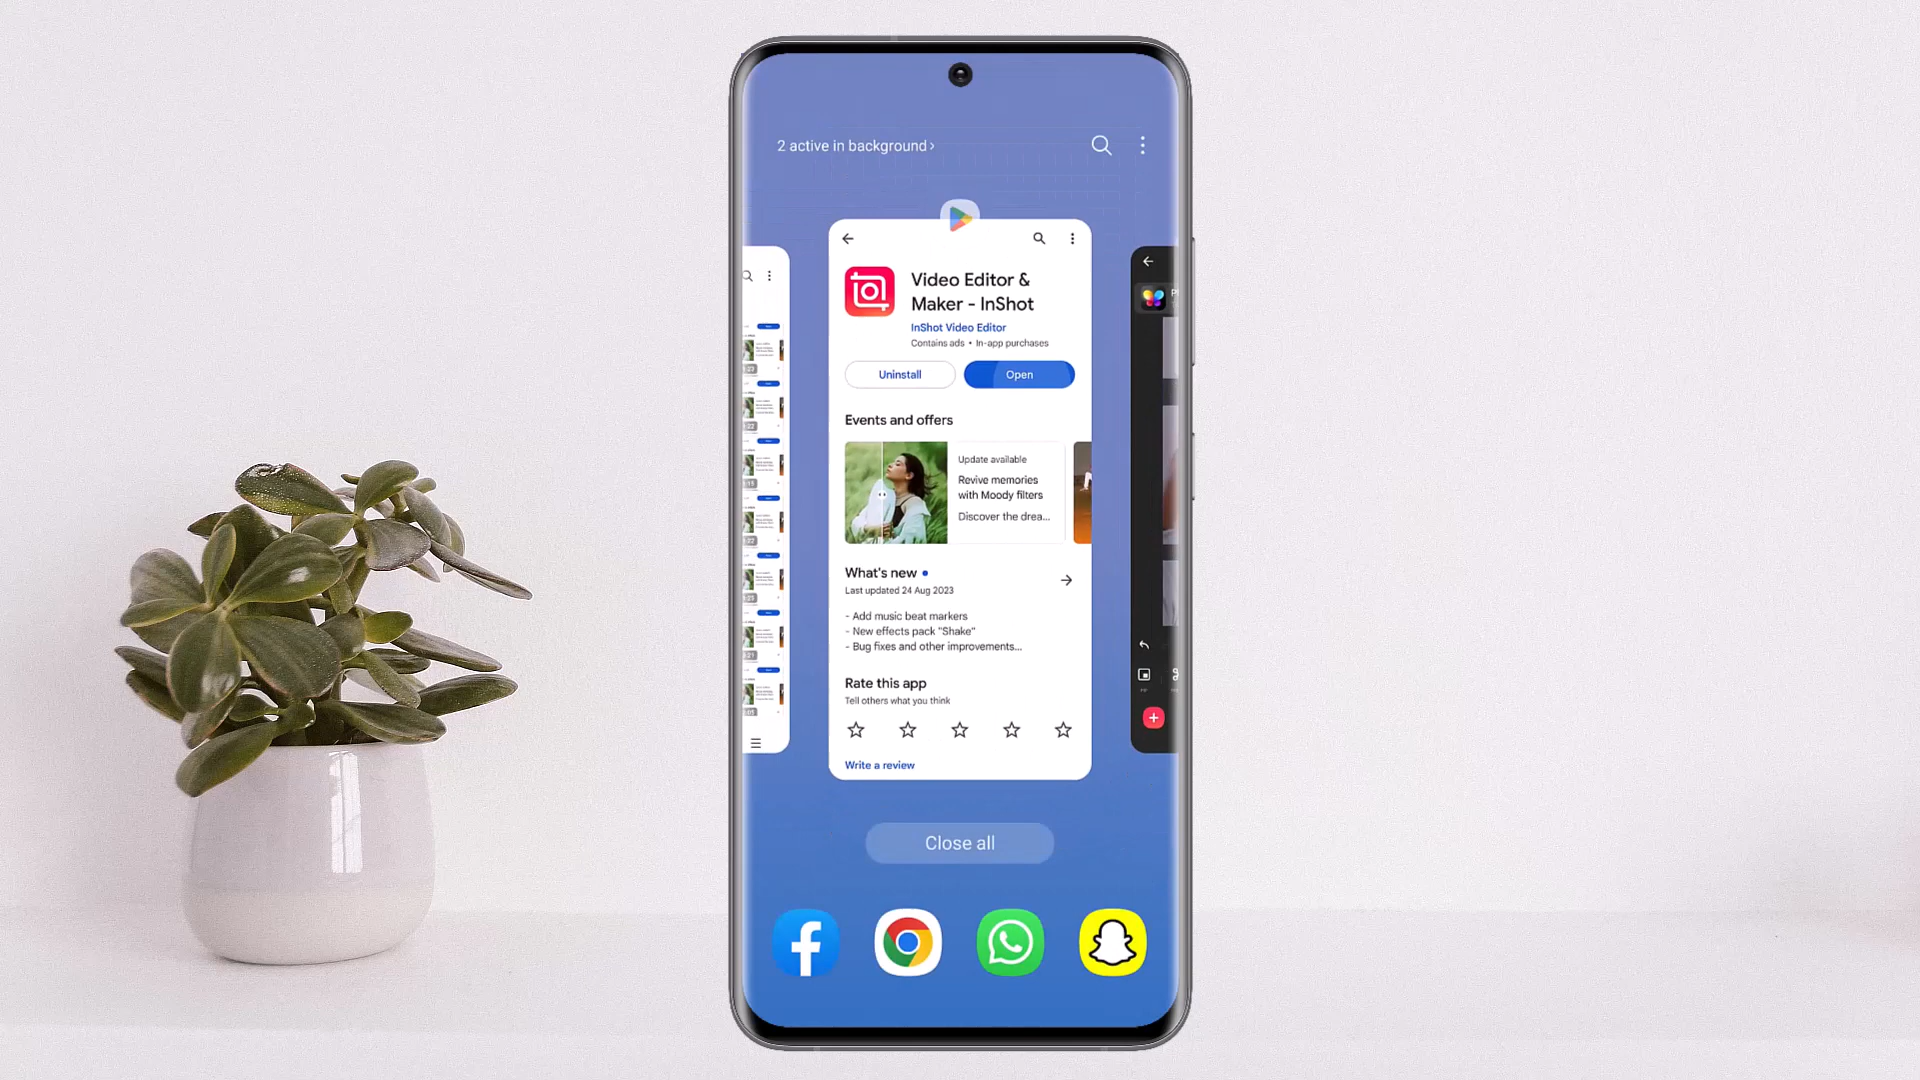 2 active in background ›
Video Editor &
Maker - InShot
InShot Video Editor
Contains ads • In-app purchases
Uninstall
Open
Events and offers
Update available
Revive memories
with Moody filters
Discover the drea...
What's new
Last updated 24 Aug 2023
- Add music beat markers
- New effects pack "Shake"
- Bug fixes and other improvements...
Rate this app
Tell others what you think
Write a review
Close all